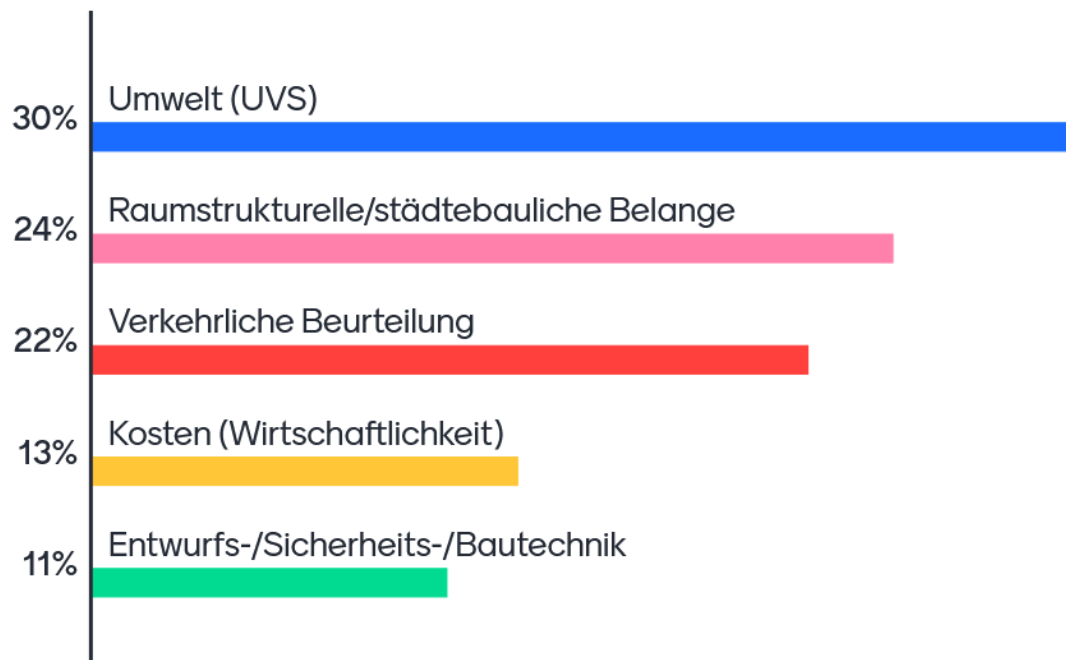 Umwelt (UVS)
30%
Raumstrukturelle/städtebauliche Belange
24%
Verkehrliche Beurteilung
22%
Kosten (Wirtschaftlichkeit)
13%
Entwurfs-/Sicherheits-/Bautechnik
11%